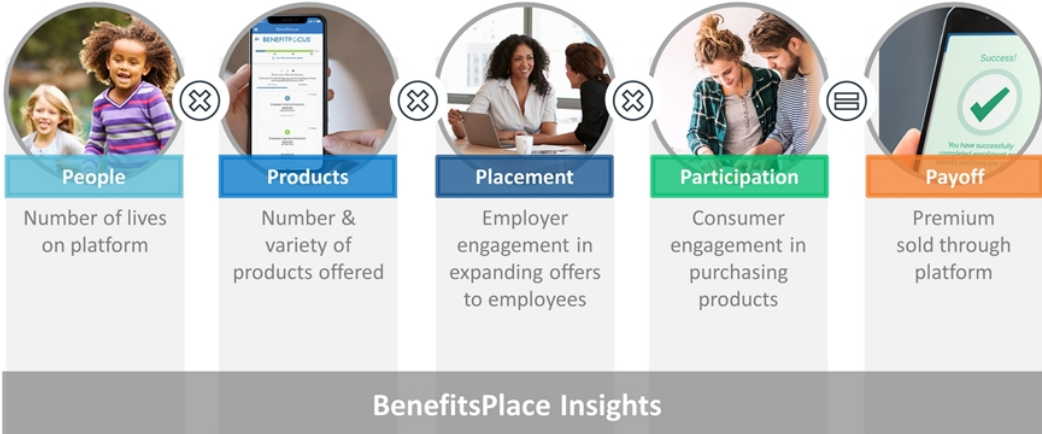 BENEFITFOCUS
Success!
You have successfully
completed enrollment
People
Products
Placement
Participation
Payoff
Number of lives
on platform
Number &
variety of
products offered
Employer
engagement in
expanding offers
to employees
Consumer
engagement in
purchasing
products
Premium
sold through
platform
BenefitsPlace Insights